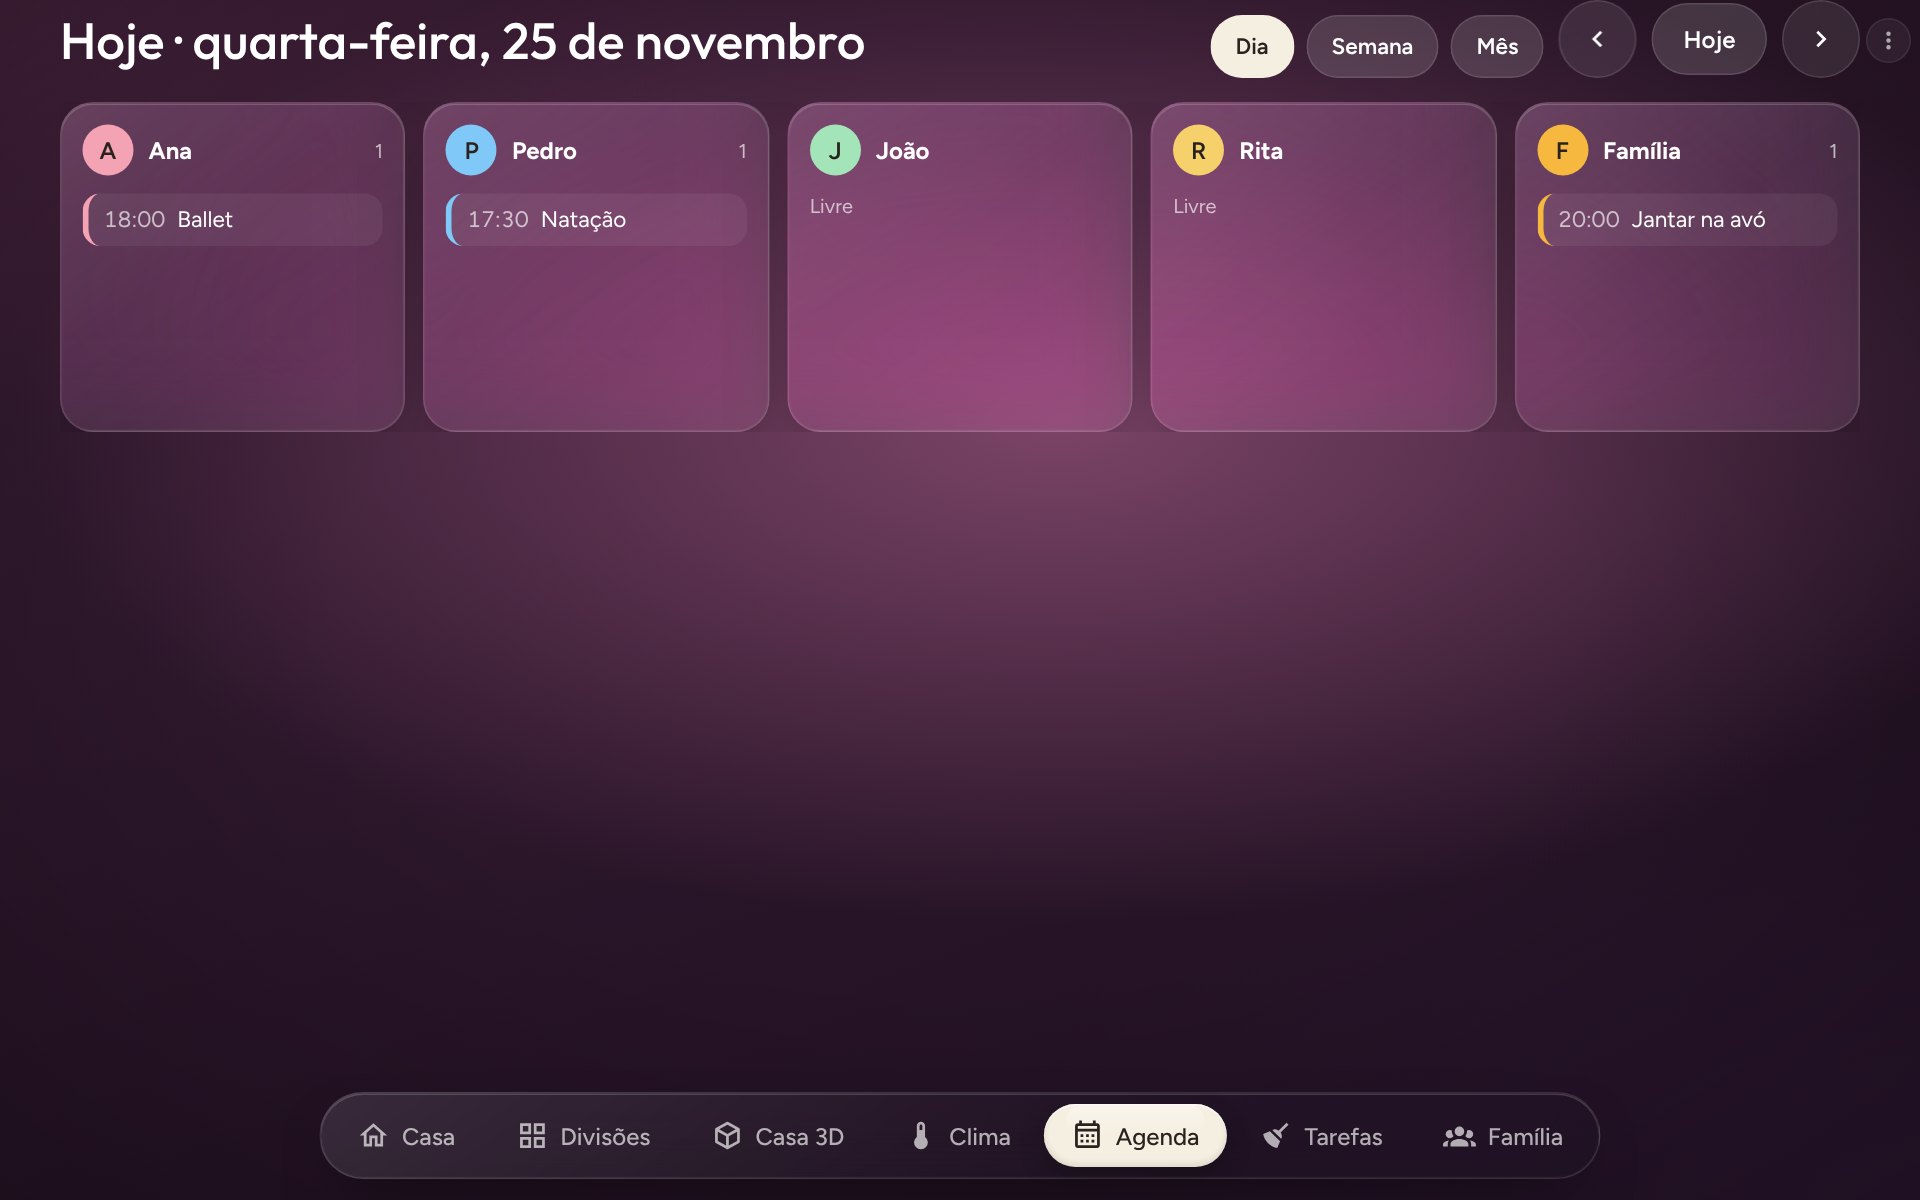 Hoje · quarta-feira, 25 de novembro
Dia
Semana
Mês
Hoje
A
Ana
1
18:00 Ballet
P
Pedro
1
17:30 Natação
J
João
Livre
R
Rita
Livre
F
Família
1
20:00 Jantar na avó
Casa
Divisões
Casa 3D
Clima
Agenda
Tarefas
Família